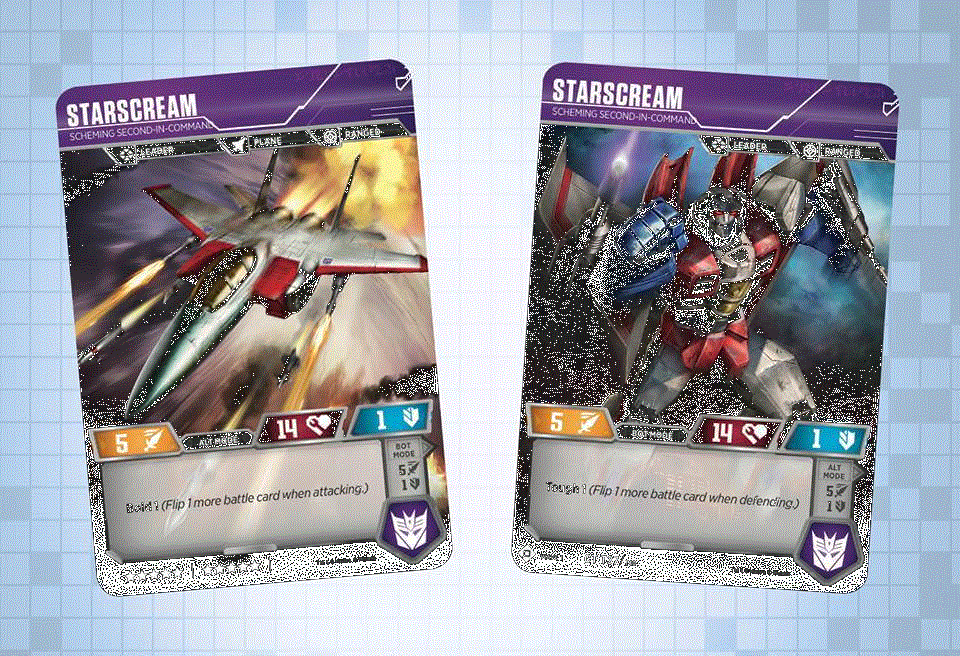 STARSCREAM
SCHEMING SECOND-IN-COMMAND
LEADER PLANE RANGED
5 ALT MODE 14 1
BOT
MODE
5
1
Bold 1 (Flip 1 more battle card when attacking.)
STARSCREAM
SCHEMING SECOND-IN-COMMAND
LEADER RANGED
5 BOT MODE 14 1
ALT
MODE
5
1
Tough 1 (Flip 1 more battle card when defending.)